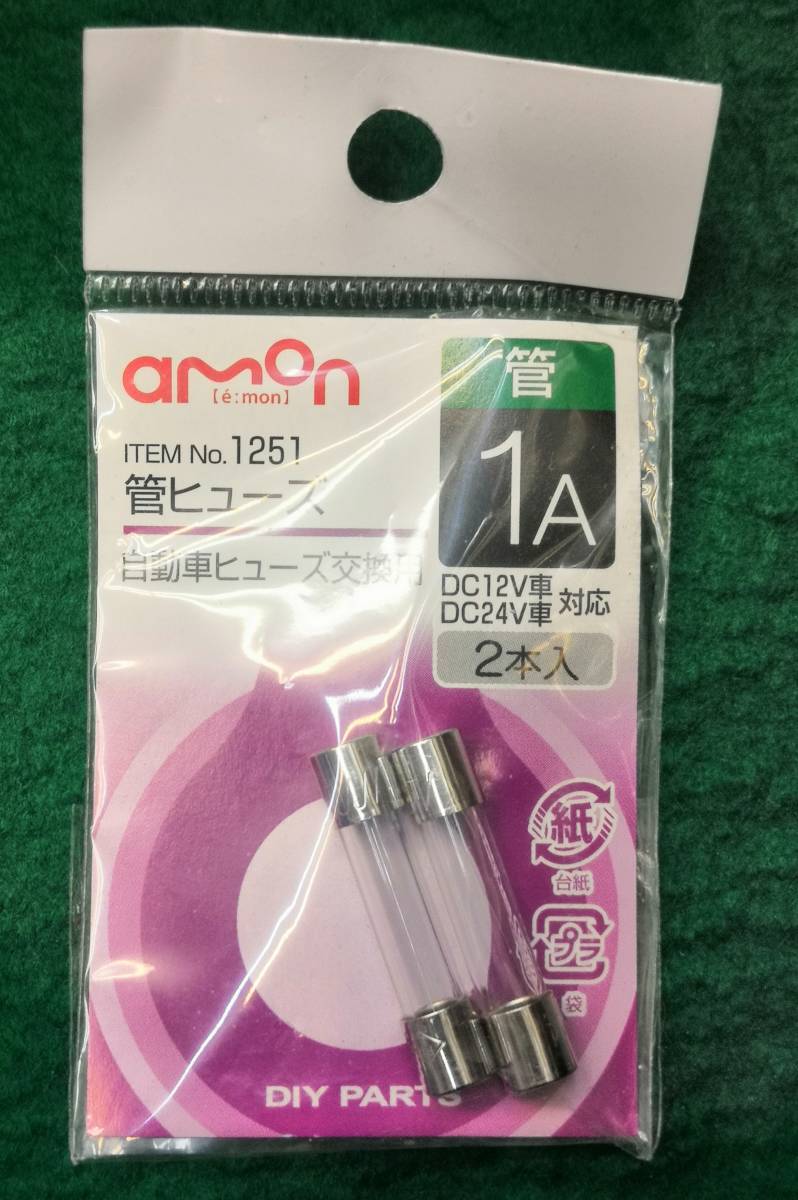 amon
[é:mon]
ITEM No.1251
管ヒューズ
自動車ヒューズ交換用
管
1A
DC12V車
DC24V車 対応
2本入
紙
台紙
プラ
袋
DIY PARTS